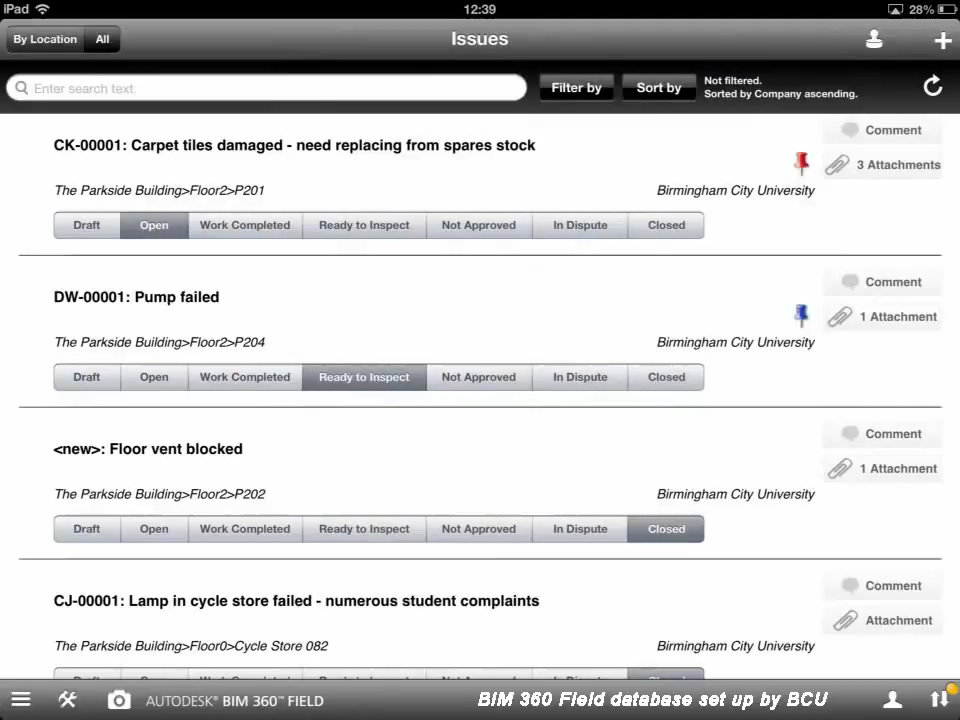 iPad 12:39 28%
By Location All Issues
Enter search text. Filter by Sort by Not filtered.
Sorted by Company ascending.
CK-00001: Carpet tiles damaged - need replacing from spares stock
Comment
3 Attachments
The Parkside Building>Floor2>P201 Birmingham City University
Draft Open Work Completed Ready to Inspect Not Approved In Dispute Closed
DW-00001: Pump failed
Comment
1 Attachment
The Parkside Building>Floor2>P204 Birmingham City University
Draft Open Work Completed Ready to Inspect Not Approved In Dispute Closed
<new>: Floor vent blocked
Comment
1 Attachment
The Parkside Building>Floor2>P202 Birmingham City University
Draft Open Work Completed Ready to Inspect Not Approved In Dispute Closed
CJ-00001: Lamp in cycle store failed - numerous student complaints
Comment
Attachment
The Parkside Building>Floor0>Cycle Store 082 Birmingham City University
AUTODESK® BIM 360™ FIELD BIM 360 Field database set up by BCU